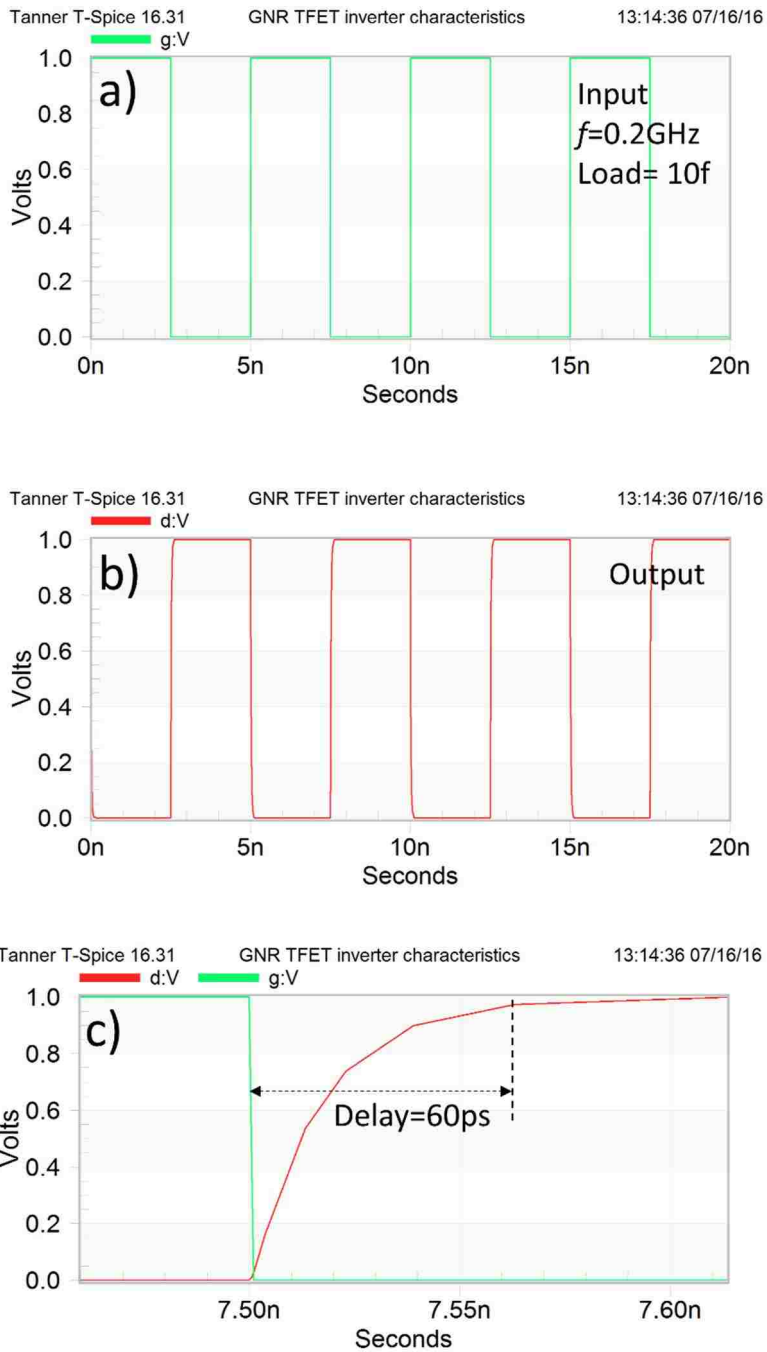 Tanner T-Spice 16.31 GNR TFET inverter characteristics 13:14:36 07/16/16
g:V
a)
Input
f=0.2GHz
Load= 10f
Volts
1.0
0.8
0.6
0.4
0.2
0.0
0n 5n 10n 15n 20n
Seconds
Tanner T-Spice 16.31 GNR TFET inverter characteristics 13:14:36 07/16/16
d:V
b)
Output
Volts
1.0
0.8
0.6
0.4
0.2
0.0
0n 5n 10n 15n 20n
Seconds
Tanner T-Spice 16.31 GNR TFET inverter characteristics 13:14:36 07/16/16
d:V g:V
c)
Delay=60ps
Volts
1.0
0.8
0.6
0.4
0.2
0.0
7.50n 7.55n 7.60n
Seconds